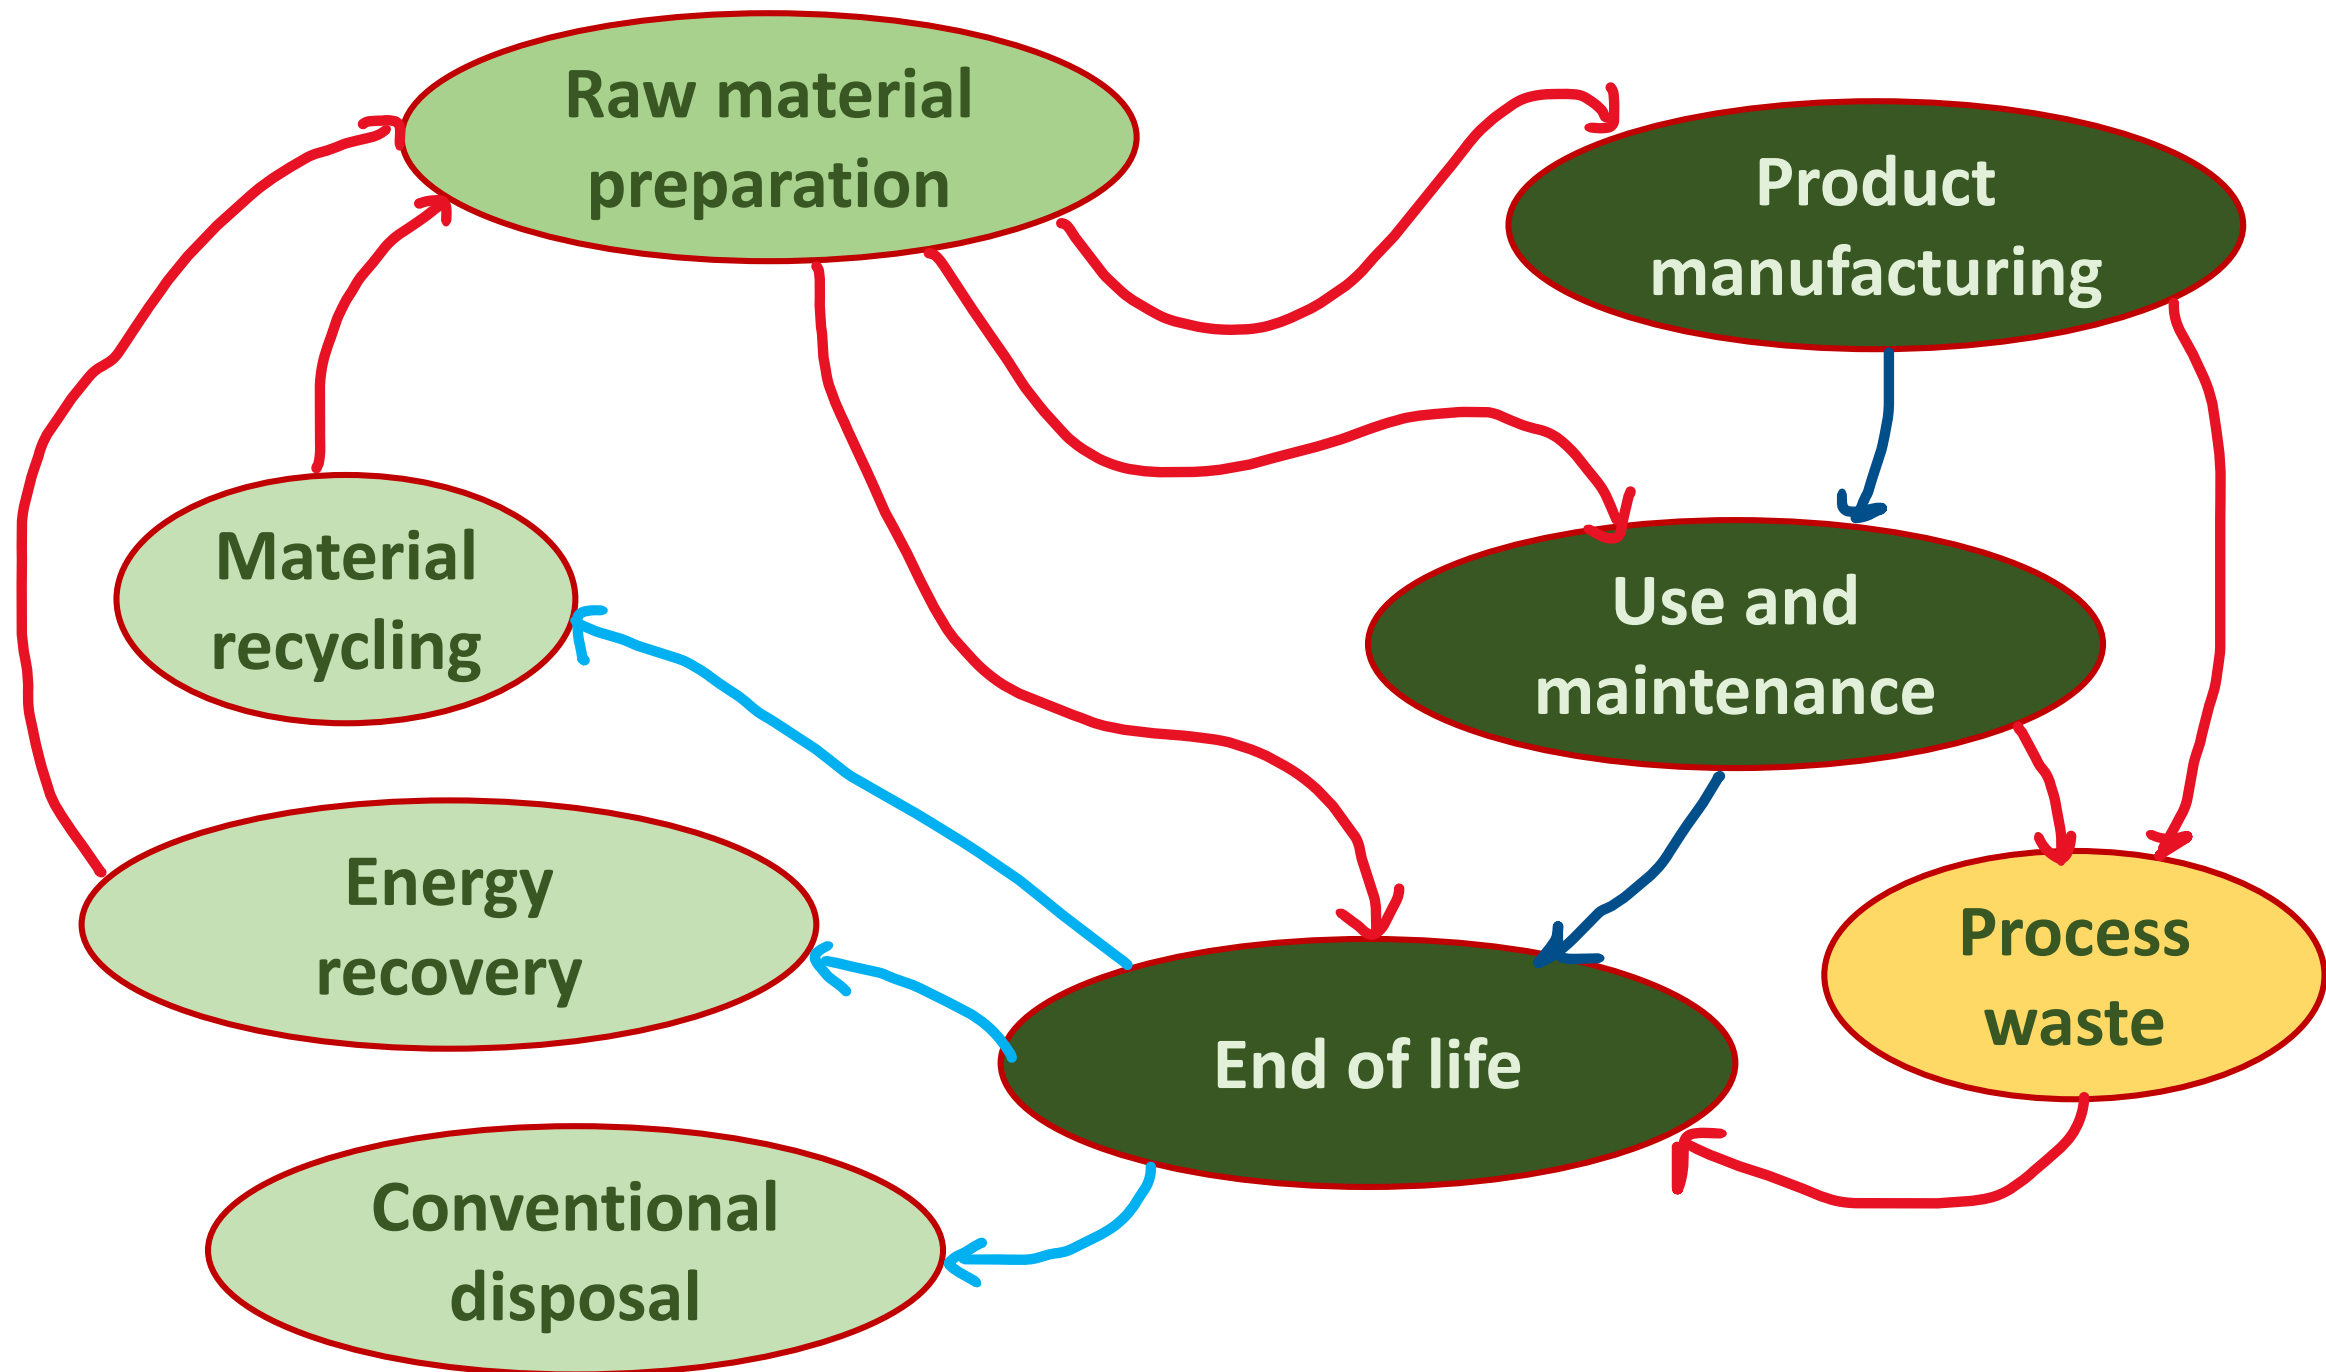 Raw material
preparation
Product
manufacturing
Material
recycling
Use and
maintenance
Energy
recovery
Process
waste
End of life
Conventional
disposal